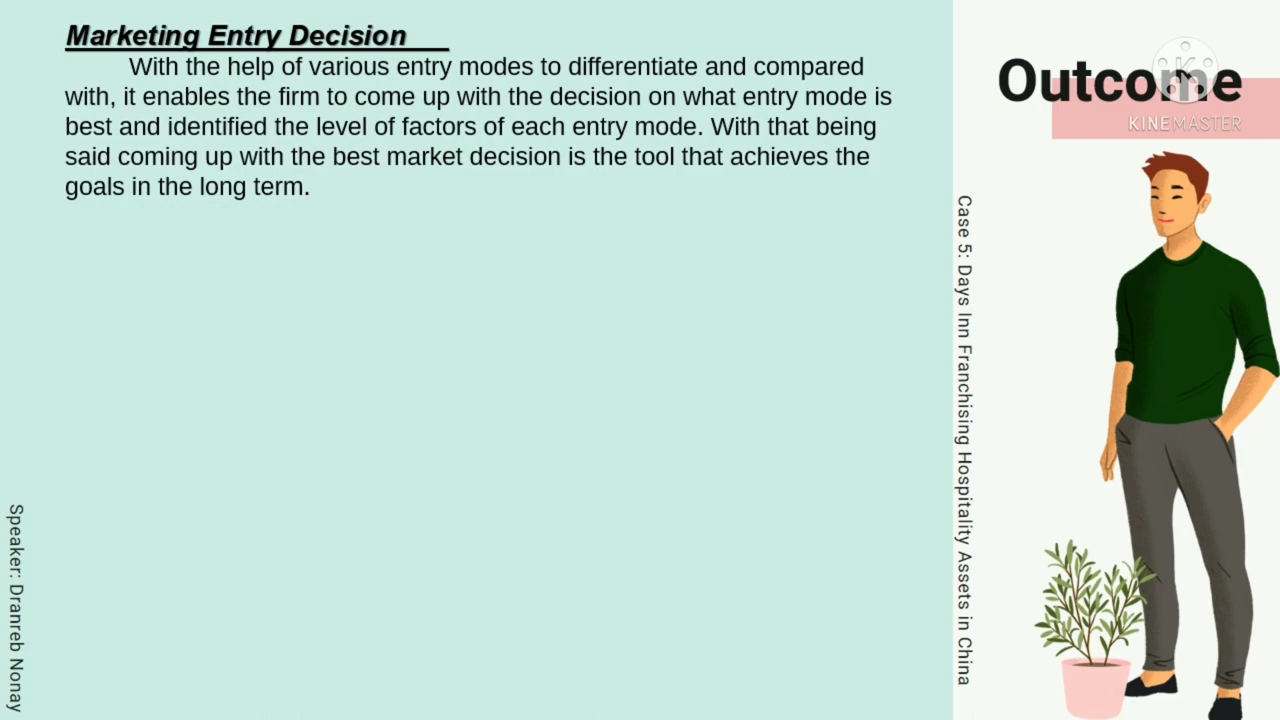 Marketing Entry Decision
With the help of various entry modes to differentiate and compared
with, it enables the firm to come up with the decision on what entry mode is
best and identified the level of factors of each entry mode. With that being
said coming up with the best market decision is the tool that achieves the
goals in the long term.
Outcome
KINEMASTER
Case 5: Days Inn Franchising Hospitality Assets in China
Speaker: Dranreb Nonay